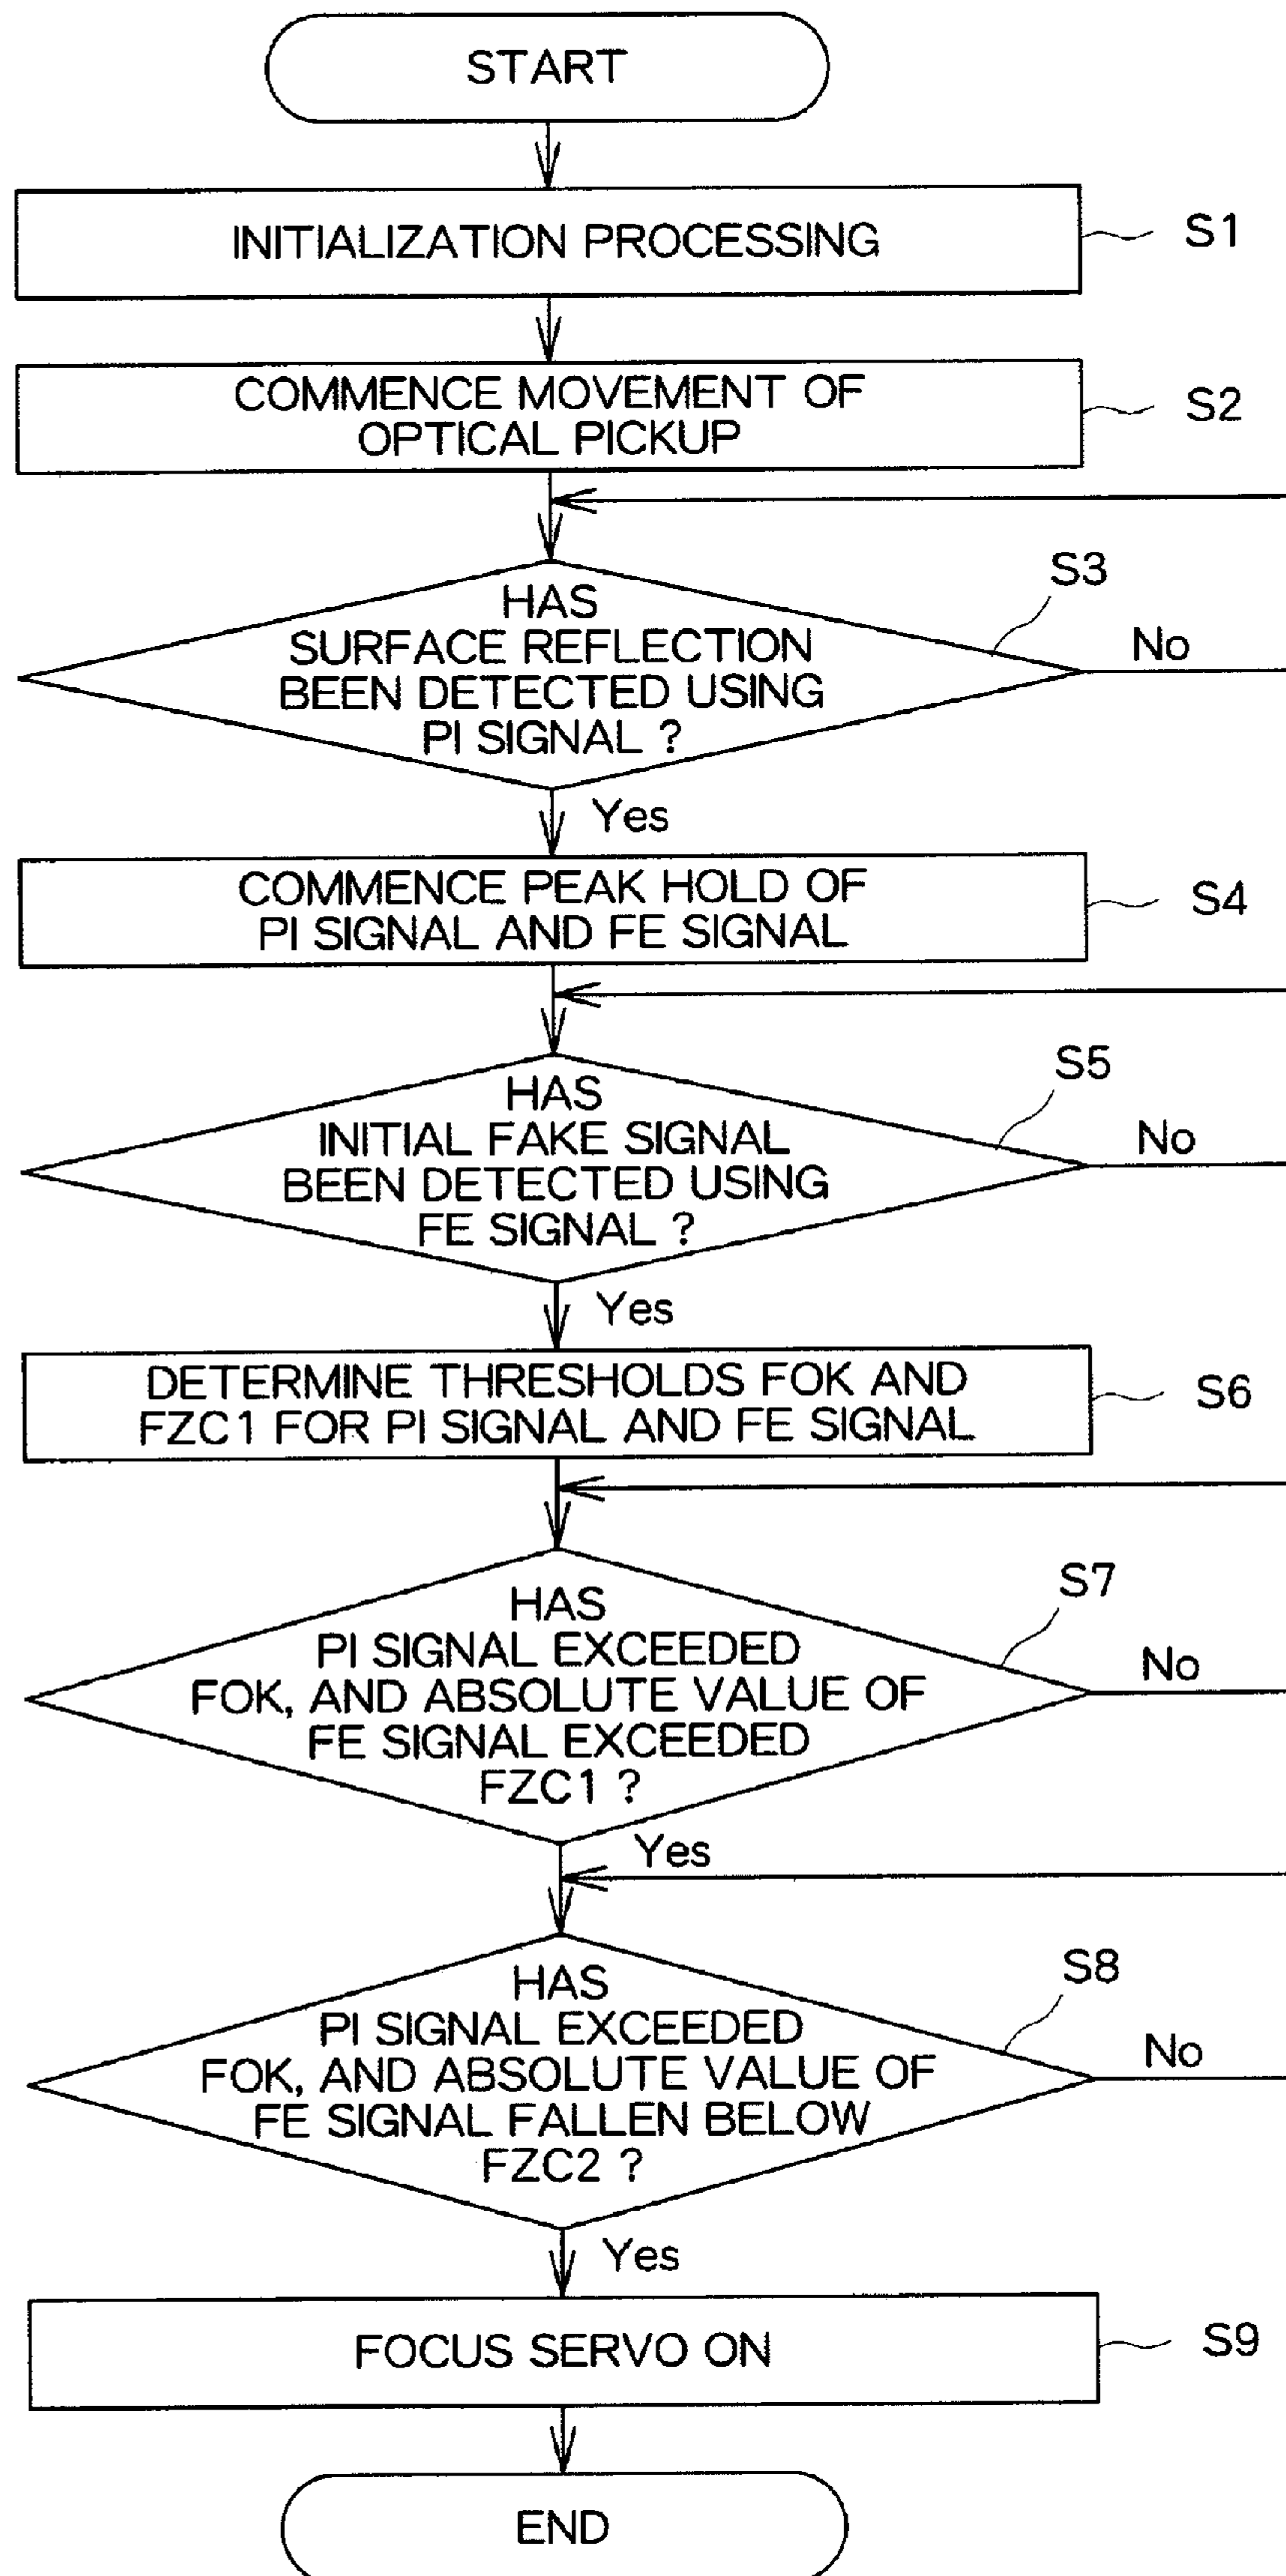 START
INITIALIZATION PROCESSING
S1
COMMENCE MOVEMENT OF
OPTICAL PICKUP
S2
S3
HAS
SURFACE REFLECTION
BEEN DETECTED USING
PI SIGNAL ?
No
Yes
COMMENCE PEAK HOLD OF
PI SIGNAL AND FE SIGNAL
S4
S5
HAS
INITIAL FAKE SIGNAL
BEEN DETECTED USING
FE SIGNAL ?
No
Yes
DETERMINE THRESHOLDS FOK AND
FZC1 FOR PI SIGNAL AND FE SIGNAL
S6
S7
HAS
PI SIGNAL EXCEEDED
FOK, AND ABSOLUTE VALUE OF
FE SIGNAL EXCEEDED
FZC1 ?
No
Yes
S8
HAS
PI SIGNAL EXCEEDED
FOK, AND ABSOLUTE VALUE OF
FE SIGNAL FALLEN BELOW
FZC2 ?
No
Yes
FOCUS SERVO ON
S9
END